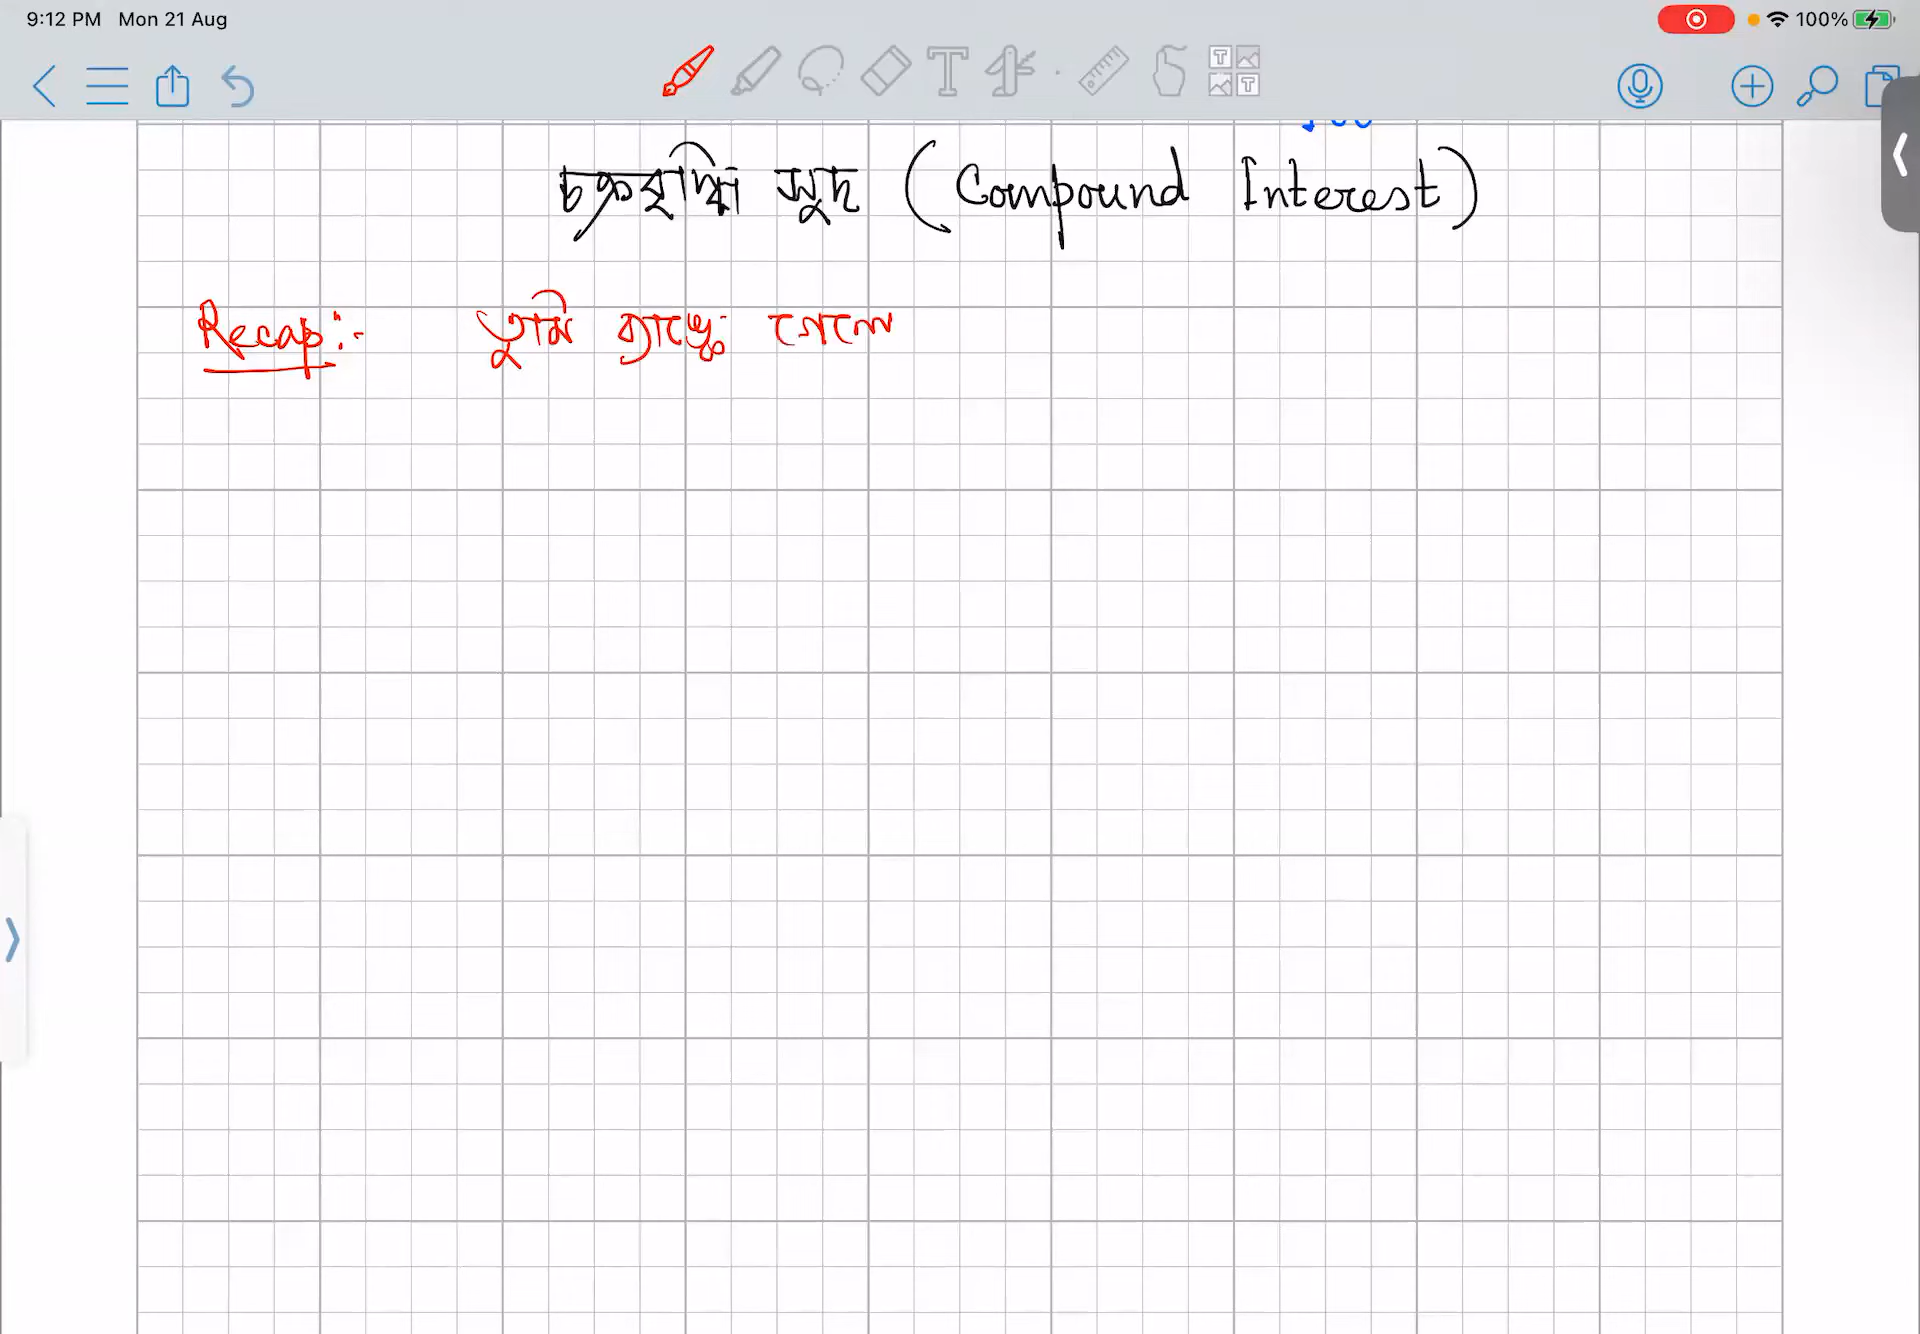 9:12 PM Mon 21 Aug
100%
চক্রবৃদ্ধি সুদ (Compound Interest)
Recap:- তুমি ব্যাঙ্কে গেলে